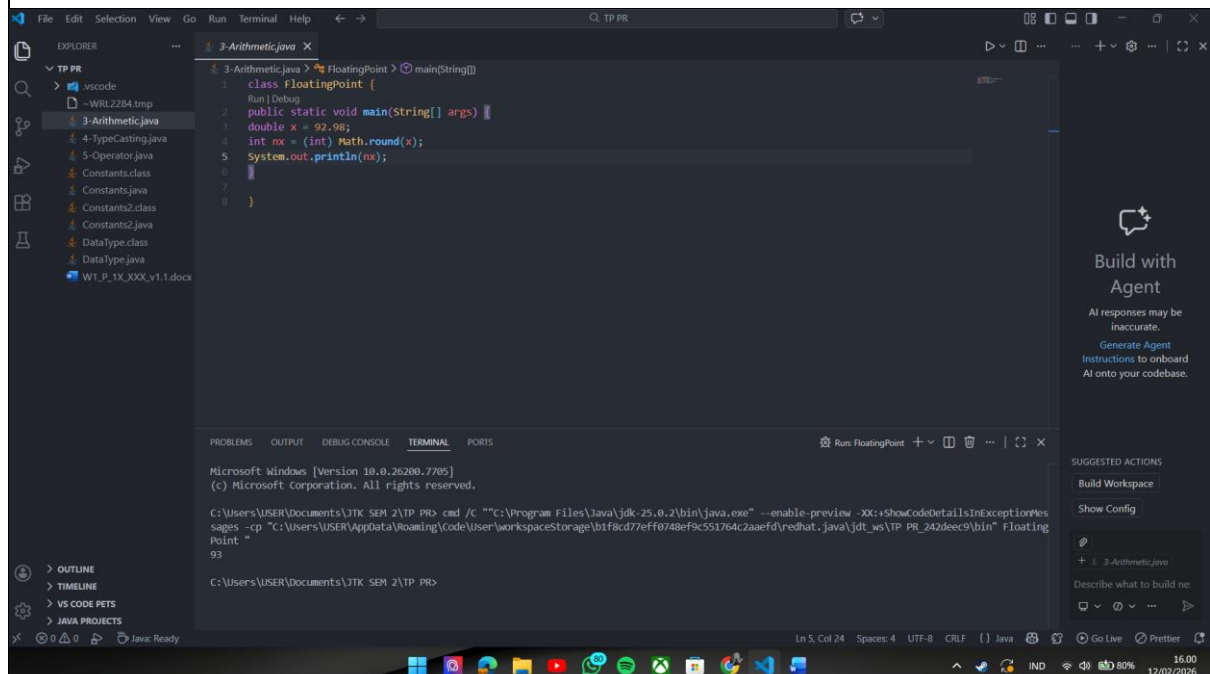 File Edit Selection View Go Run Terminal Help
TP PR
EXPLORER
3-Arithmetic.java
TP PR
.vscode
~WRL2284.tmp
3-Arithmetic.java
4-TypeCasting.java
5-Operator.java
Constants.class
Constants.java
Constants2.class
Constants2.java
DataType.class
DataType.java
W1_P_1X_XXX_v1.1.docx
OUTLINE
TIMELINE
VS CODE PETS
JAVA PROJECTS
3-Arithmetic.java > FloatingPoint > main(String[])
1 class FloatingPoint {
Run | Debug
2 public static void main(String[] args) {
3 double x = 92.98;
4 int nx = (int) Math.round(x);
5 System.out.println(nx);
6 }
7
8 }
PROBLEMS OUTPUT DEBUG CONSOLE TERMINAL PORTS
Run: FloatingPoint
Microsoft Windows [Version 10.0.26200.7705]
(c) Microsoft Corporation. All rights reserved.
C:\Users\USER\Documents\JTK SEM 2\TP PR> cmd /C ""C:\Program Files\Java\jdk-25.0.2\bin\java.exe" --enable-preview -XX:+ShowCodeDetailsInExceptionMes
sages -cp "C:\Users\USER\AppData\Roaming\Code\User\workspaceStorage\b1f8cd77eff0748ef9c551764c2aaefd\redhat.java\jdt_ws\TP PR_242deec9\bin" Floating
Point "
93
C:\Users\USER\Documents\JTK SEM 2\TP PR>
Build with
Agent
AI responses may be
inaccurate.
Generate Agent
Instructions to onboard
AI onto your codebase.
SUGGESTED ACTIONS
Build Workspace
Show Config
3-Arithmetic.java
Describe what to build ne
0 0 Java: Ready
Ln 5, Col 24 Spaces: 4 UTF-8 CRLF {} Java Go Live Prettier
80
IND 80% 16.00
12/02/2026